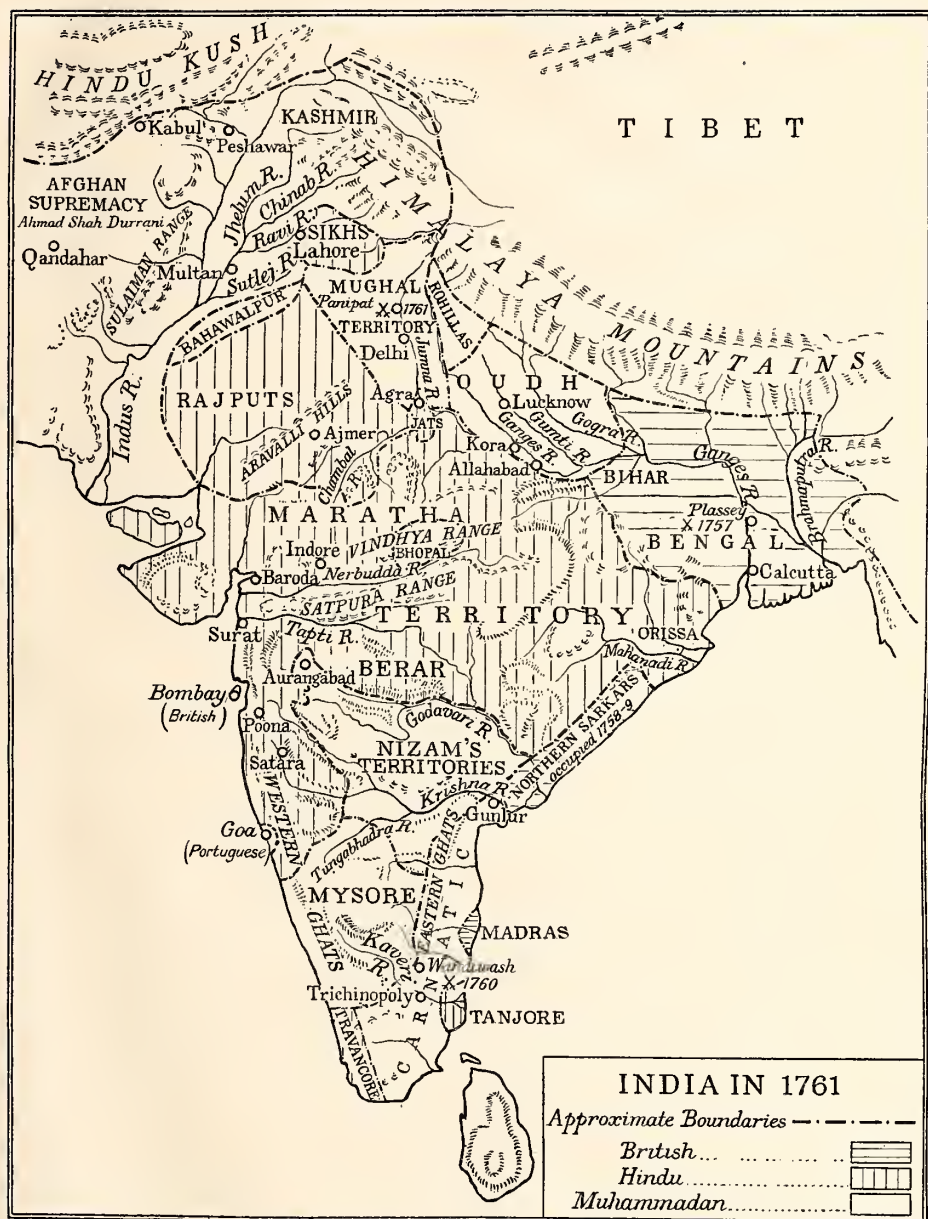 HINDU KUSH
TIBET
KASHMIR
Kabul
Peshawar
HIMALAYA MOUNTAINS
AFGHAN
SUPREMACY
Ahmad Shah Durrani
Jhelum R.
Chinab R.
Ravi R.
SIKHS
Lahore
Qandahar
SULAIMAN RANGE
Multan
Sutlej R.
MUGHAL
Panipat X 1761
TERRITORY
ROHILLAS
BAHAWALPUR
Delhi
Jumna R.
Indus R.
RAJPUTS
OUDH
Lucknow
Agra
JATS
ARAVALLI HILLS
Ajmer
Chambal R.
Ganges R.
Gumti R.
Gogra R.
Kora
Allahabad
BIHAR
Ganges R.
Brahmaputra R.
MARATHA
Plassey
X 1757
BENGAL
Indore
VINDHYA RANGE
BHOPAL
Baroda
Nerbudda R.
Calcutta
SATPURA RANGE
TERRITORY
Surat
Tapti R.
ORISSA
Mahanadi R.
BERAR
Aurangabad
Bombay
(British)
Poona
Godavari R.
NORTHERN SARKARS
occupied 1758-9
NIZAM'S
TERRITORIES
Satara
Krishna R.
Guntur
WESTERN GHATS
Goa
(Portuguese)
Tungabhadra R.
EASTERN GHATS
CARNATIC
MYSORE
MADRAS
Kaveri R.
Wandiwash
X 1760
Trichinopoly
TANJORE
TRAVANCORE
INDIA IN 1761
Approximate Boundaries
British
Hindu
Muhammadan